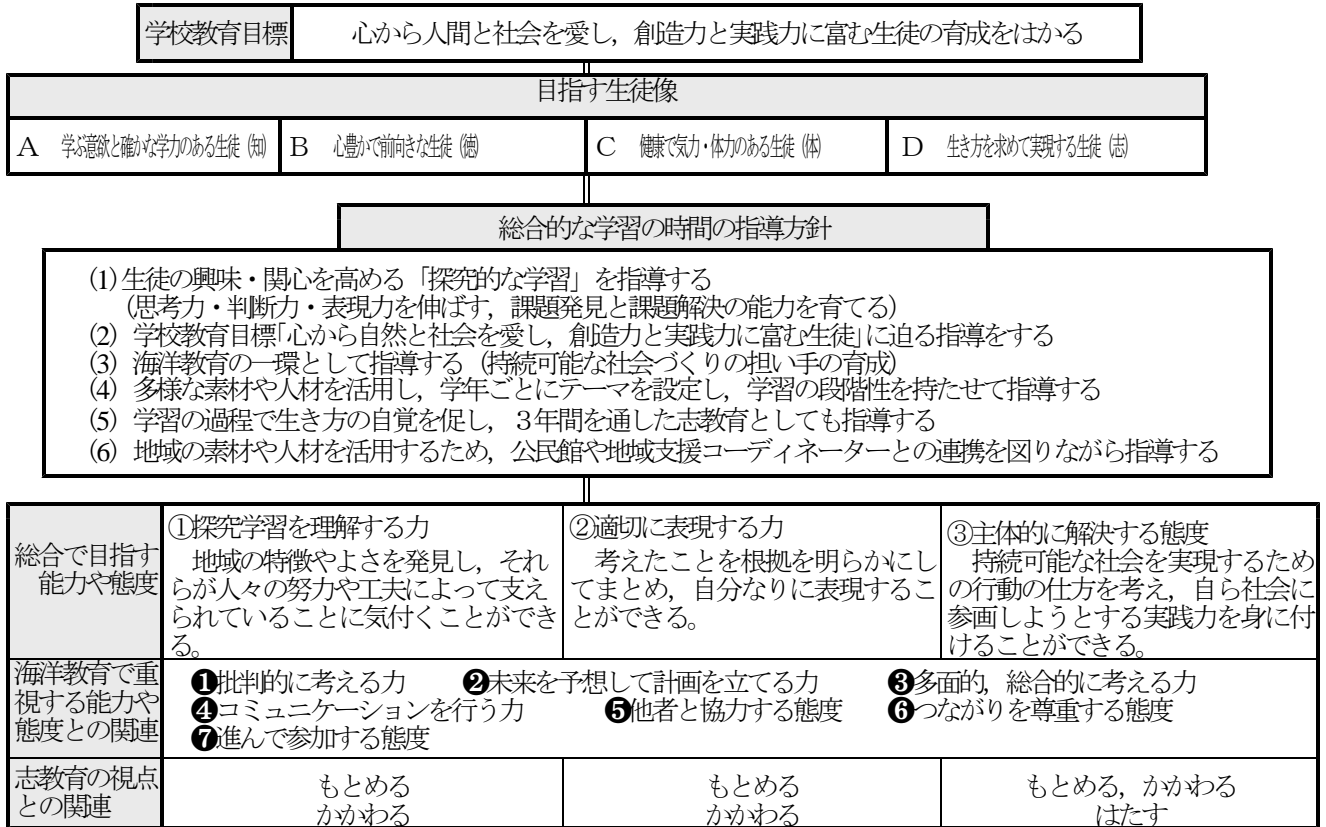 学校教育目標 心から人間と社会を愛し，創造力と実践力に富む生徒の育成をはかる
目指す生徒像
A 学ぶ意欲と確かな学力のある生徒（知） B 心豊かで前向きな生徒（徳） C 健康で気力・体力のある生徒（体） D 生き方を求めて実現する生徒（志）
総合的な学習の時間の指導方針
(1) 生徒の興味・関心を高める「探究的な学習」を指導する
（思考力・判断力・表現力を伸ばす，課題発見と課題解決の能力を育てる）
(2) 学校教育目標「心から自然と社会を愛し，創造力と実践力に富む生徒」に迫る指導をする
(3) 海洋教育の一環として指導する（持続可能な社会づくりの担い手の育成）
(4) 多様な素材や人材を活用し，学年ごとにテーマを設定し，学習の段階性を持たせて指導する
(5) 学習の過程で生き方の自覚を促し，３年間を通した志教育としても指導する
(6) 地域の素材や人材を活用するため，公民館や地域支援コーディネーターとの連携を図りながら指導する
総合で目指す
能力や態度
①探究学習を理解する力
地域の特徴やよさを発見し，それ
らが人々の努力や工夫によって支え
られていることに気付くことができ
る。
②適切に表現する力
考えたことを根拠を明らかにし
てまとめ，自分なりに表現するこ
とができる。
③主体的に解決する態度
持続可能な社会を実現するため
の行動の仕方を考え，自ら社会に
参画しようとする実践力を身に付
けることができる。
海洋教育で重
視する能力や
態度との関連
❶批判的に考える力 ❷未来を予想して計画を立てる力 ❸多面的，総合的に考える力
❹コミュニケーションを行う力 ❺他者と協力する態度 ❻つながりを尊重する態度
❼進んで参加する態度
志教育の視点
との関連
もとめる
かかわる
もとめる
かかわる
もとめる，かかわる
はたす